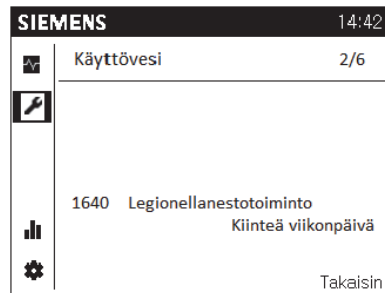 SIEMENS 14:42
Käyttövesi 2/6
1640 Legionellanestotoiminto
Kiinteä viikonpäivä
Takaisin